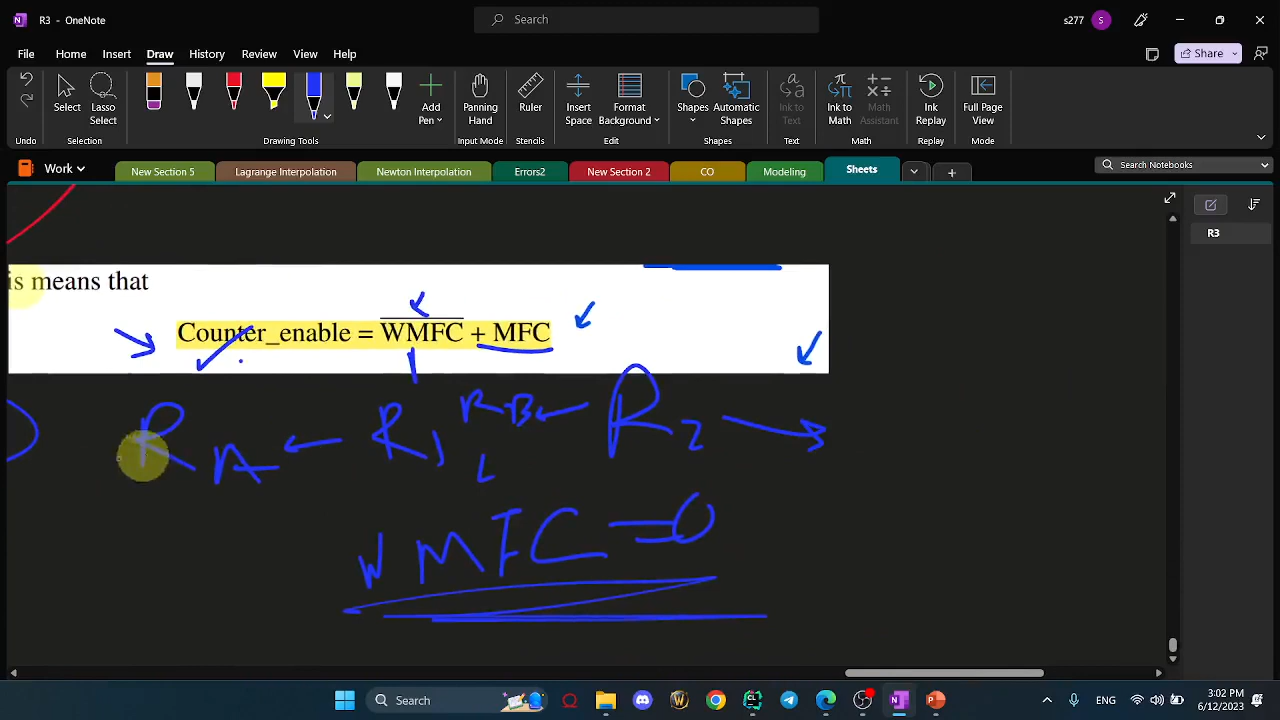 R3 - OneNote
Search
s277
S
File Home Insert Draw History Review View Help
Share
Select
Lasso Select
Add Pen
Panning Hand
Ruler
Insert Space
Format Background
Shapes
Automatic Shapes
Ink to Text
Ink to Math
Math Assistant
Ink Replay
Full Page View
Undo
Selection
Drawing Tools
Stencils
Edit
Shapes
Convert
Math
Replay
Mode
Work
New Section 5
Lagrange Interpolation
Newton Interpolation
Errors2
New Section 2
CO
Modeling
Sheets
Search Notebooks
R3
is means that
Counter_enable = W̅M̅F̅C̅ + MFC
RA ← R1 RB ← R2 →
WMFC = 0
Search
ENG
3:02 PM
6/12/2023